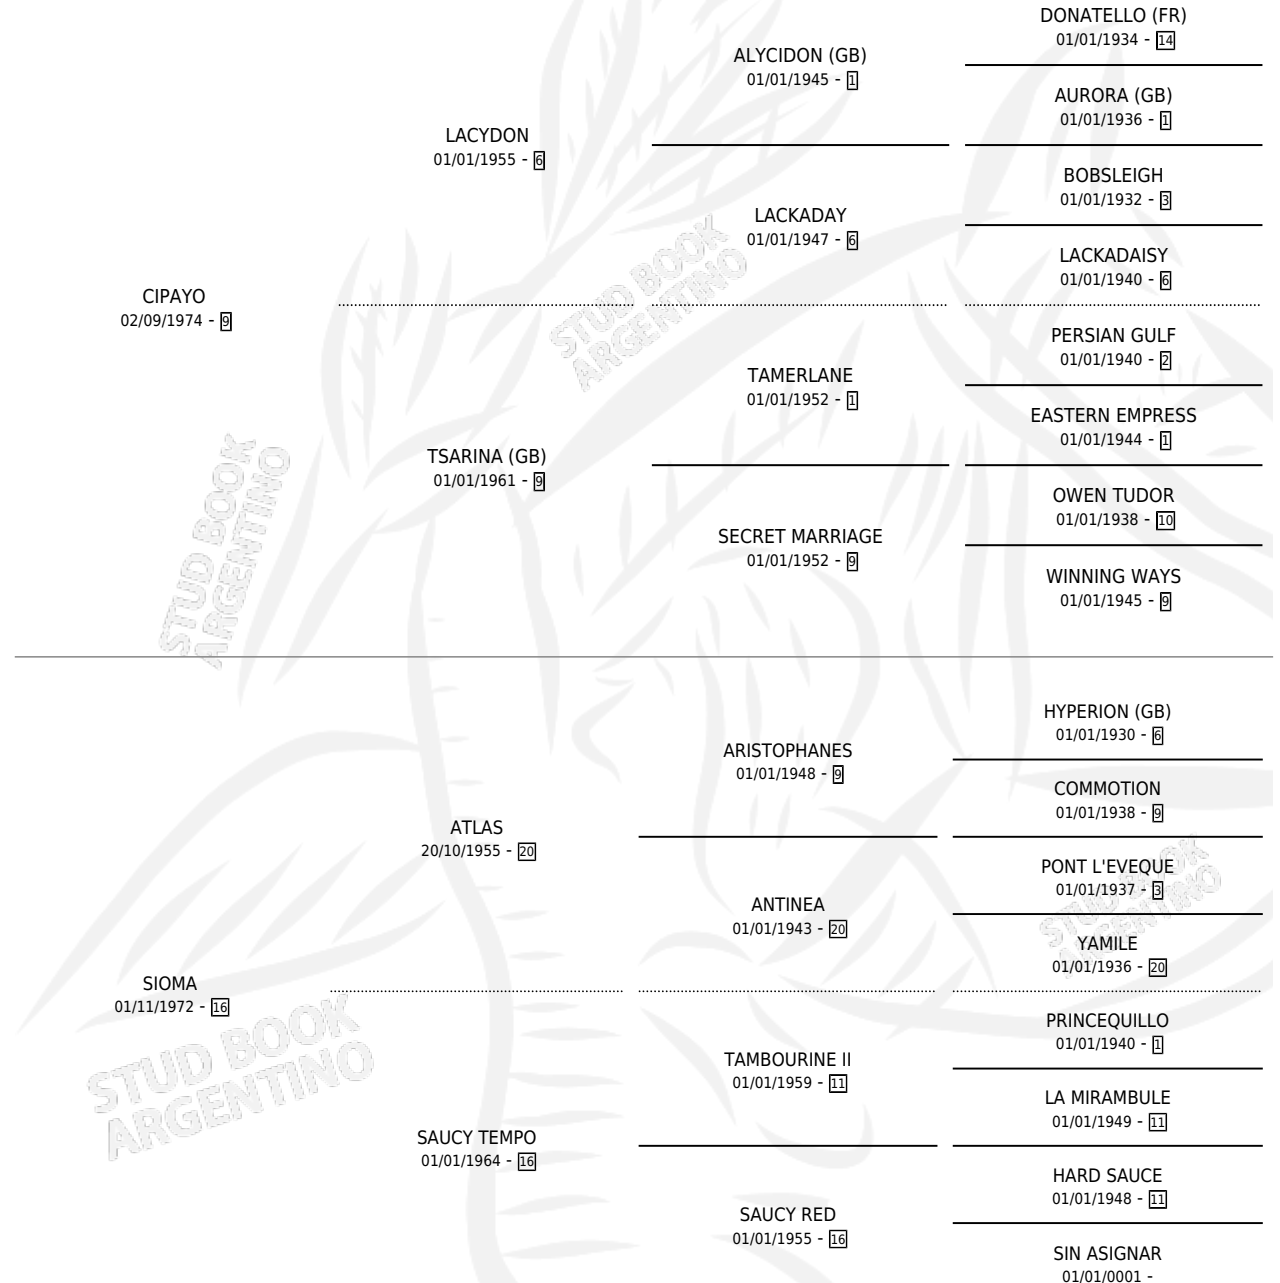 DONATELLO (FR)
01/01/1934 - 14
ALYCIDON (GB)
01/01/1945 - 1
AURORA (GB)
01/01/1936 - 1
LACYDON
01/01/1955 - 6
BOBSLEIGH
01/01/1932 - 3
LACKADAY
01/01/1947 - 6
LACKADAISY
01/01/1940 - 6
CIPAYO
02/09/1974 - 9
PERSIAN GULF
01/01/1940 - 2
TAMERLANE
01/01/1952 - 1
EASTERN EMPRESS
01/01/1944 - 1
TSARINA (GB)
01/01/1961 - 9
OWEN TUDOR
01/01/1938 - 10
SECRET MARRIAGE
01/01/1952 - 9
WINNING WAYS
01/01/1945 - 9
HYPERION (GB)
01/01/1930 - 6
ARISTOPHANES
01/01/1948 - 9
COMMOTION
01/01/1938 - 9
ATLAS
20/10/1955 - 20
PONT L'EVEQUE
01/01/1937 - 3
ANTINEA
01/01/1943 - 20
YAMILE
01/01/1936 - 20
SIOMA
01/11/1972 - 16
PRINCEQUILLO
01/01/1940 - 1
TAMBOURINE II
01/01/1959 - 11
LA MIRAMBULE
01/01/1949 - 11
SAUCY TEMPO
01/01/1964 - 16
HARD SAUCE
01/01/1948 - 11
SAUCY RED
01/01/1955 - 16
SIN ASIGNAR
01/01/0001 -
STUD BOOK
ARGENTINO
STUD BOOK
ARGENTINO
STUD BOOK
ARGENTINO
STUD BOOK
ARGENTINO